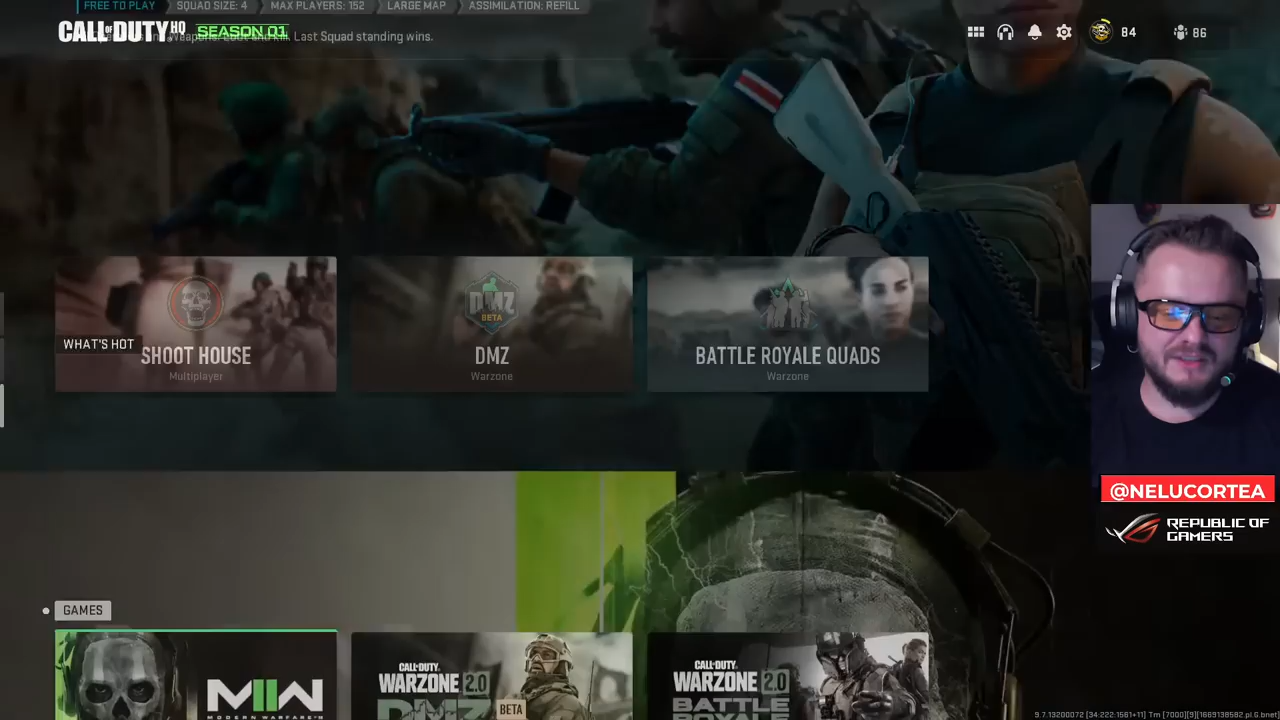 FREE TO PLAY SQUAD SIZE: 4 MAX PLAYERS: 152 LARGE MAP ASSIMILATION: REFILL
CALL OF DUTY HQ SEASON 01
Last Squad standing wins.
84 86
WHAT'S HOT
SHOOT HOUSE
Multiplayer
DMZ
BETA
DMZ
Warzone
BATTLE ROYALE QUADS
Warzone
@NELUCORTEA
REPUBLIC OF
GAMERS
GAMES
MW
MODERN WARFARE II
CALL OF DUTY
WARZONE 2.0
DMZ
BETA
CALL OF DUTY
WARZONE 2.0
BATTLE
ROYALE